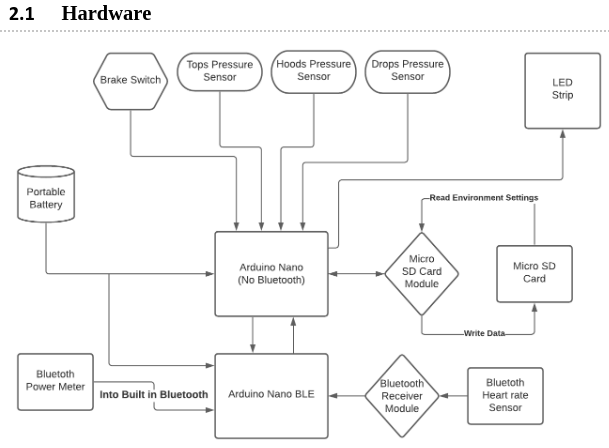 2.1 Hardware
Brake Switch
Tops Pressure
Sensor
Hoods Pressure
Sensor
Drops Pressure
Sensor
LED
Strip
Portable
Battery
Read Environment Settings
Arduino Nano
(No Bluetooth)
Micro
SD Card
Module
Micro SD
Card
Write Data
Bluetoth
Power Meter
Into Built in Bluetooth
Arduino Nano BLE
Bluetooth
Receiver
Module
Bluetoth
Heart rate
Sensor